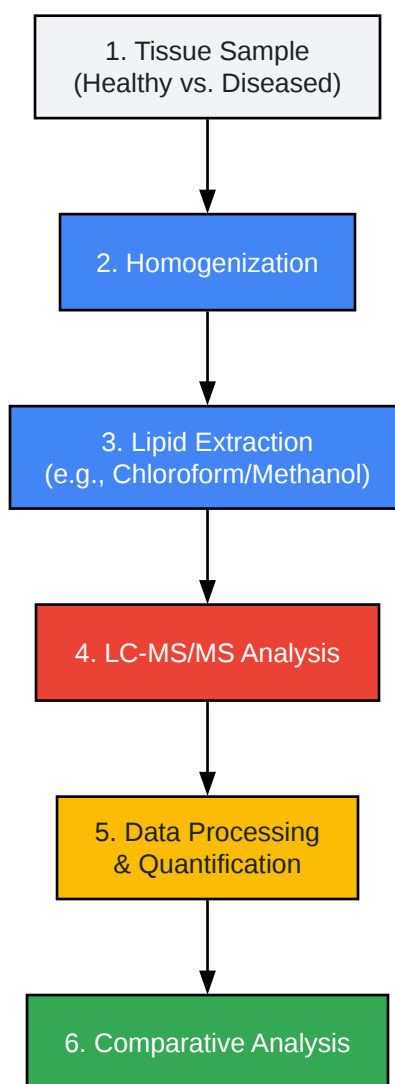 1. Tissue Sample
(Healthy vs. Diseased)
2. Homogenization
3. Lipid Extraction
(e.g., Chloroform/Methanol)
4. LC-MS/MS Analysis
5. Data Processing
& Quantification
6. Comparative Analysis